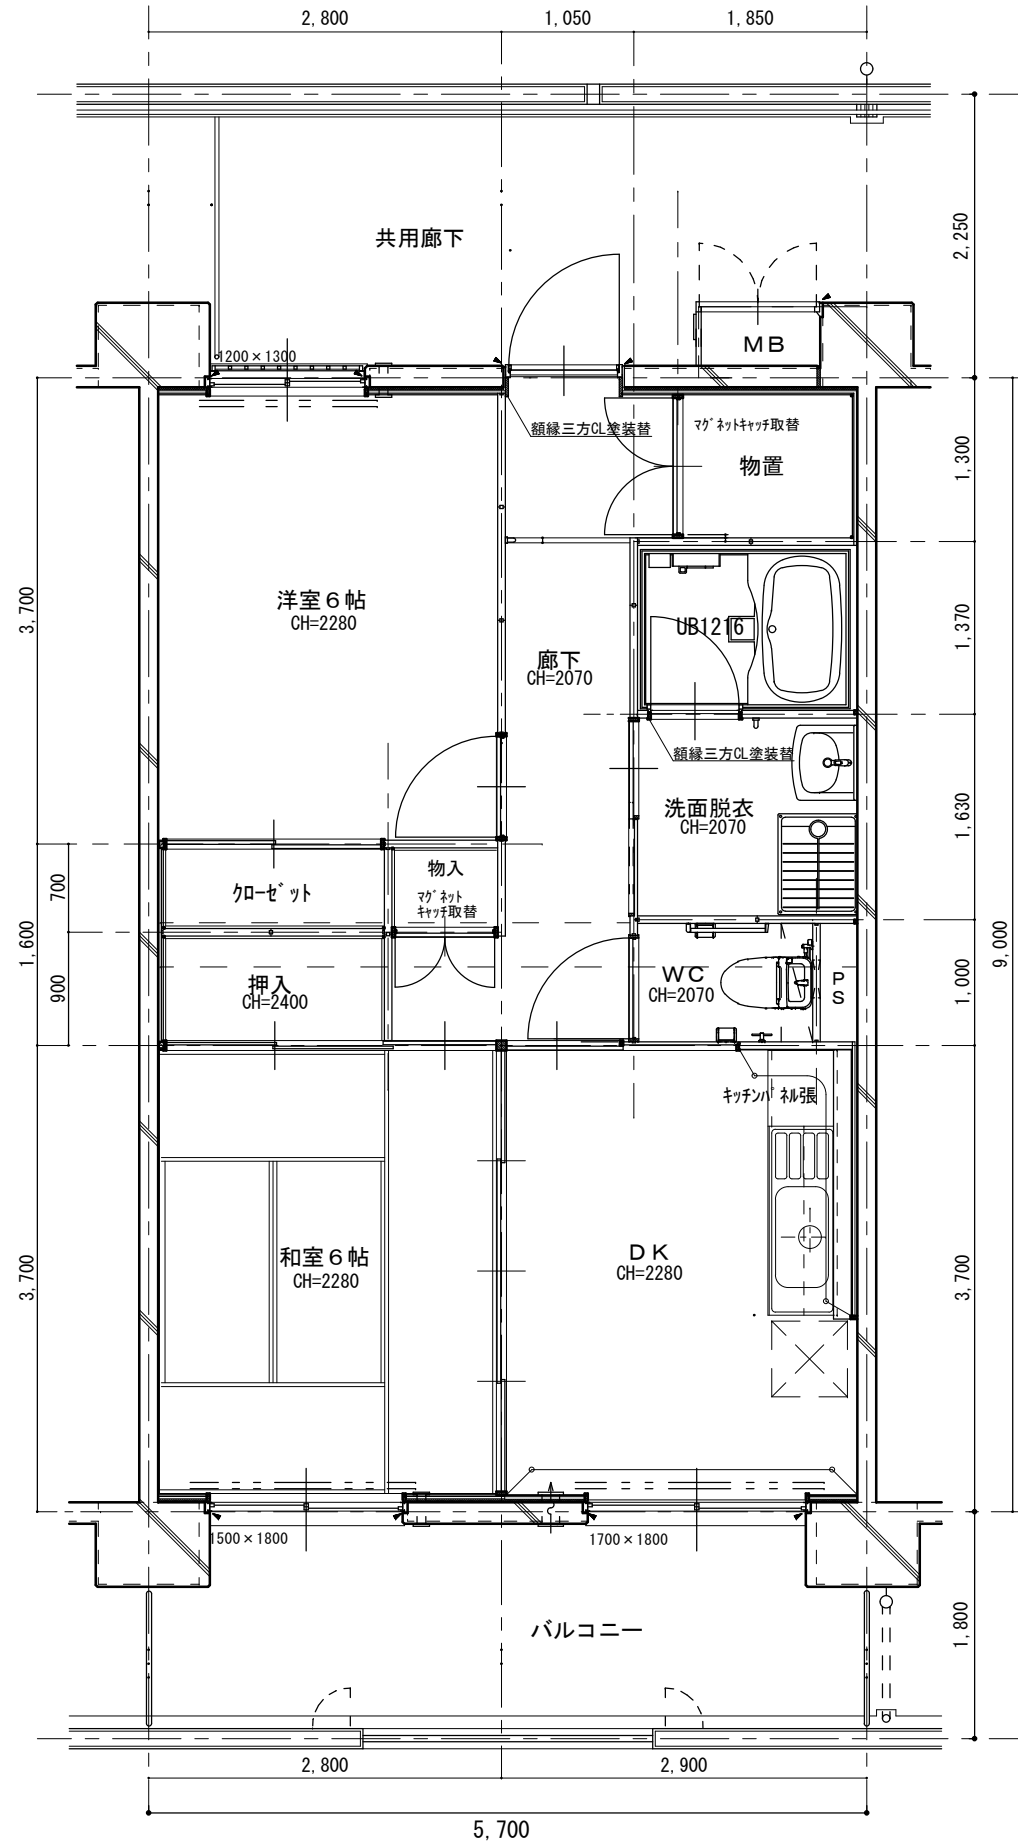 2,800
1,050
1,850
共用廊下
2,250
MB
1200×1300
額縁三方CL塗装替
マグネットキャッチ取替
物置
1,300
洋室6帖
CH=2280
3,700
UB1216
1,370
廊下
CH=2070
額縁三方CL塗装替
洗面脱衣
CH=2070
1,630
クローゼット
物入
マグネット
キャッチ取替
700
1,600
900
押入
CH=2400
WC
CH=2070
PS
1,000
9,000
キッチンパネル張
和室6帖
CH=2280
DK
CH=2280
3,700
3,700
1500×1800
1700×1800
バルコニー
1,800
2,800
2,900
5,700